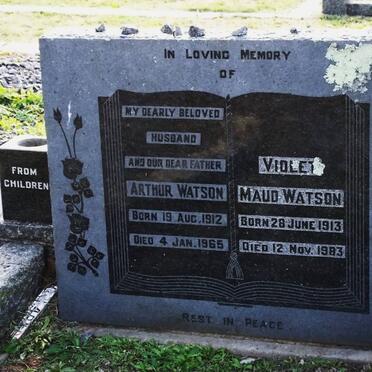 In Loving Memory
of
My dearly beloved
husband
and our dear father
Arthur Watson
Born 19 Aug. 1912
Died 4 Jan. 1965
Violet
Maud Watson
Born 28 June 1913
Died 12 Nov. 1983
Rest in Peace
From
Children